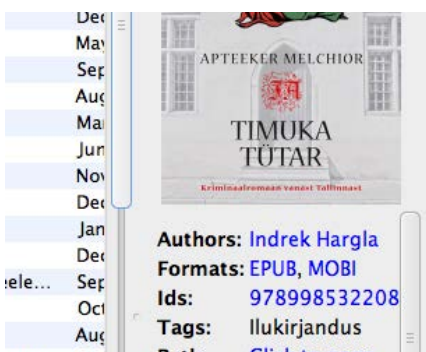 Dec
May
Sep
Aug
Mar
Jun
Nov
Dec
Jan
Dec
ele... Sep
Oct
Aug
APTEEKER MELCHIOR
TIMUKA
TÜTAR
Kriminaalromaan vanast Tallinnast
Authors: Indrek Hargla
Formats: EPUB, MOBI
Ids: 978998532208
Tags: Ilukirjandus